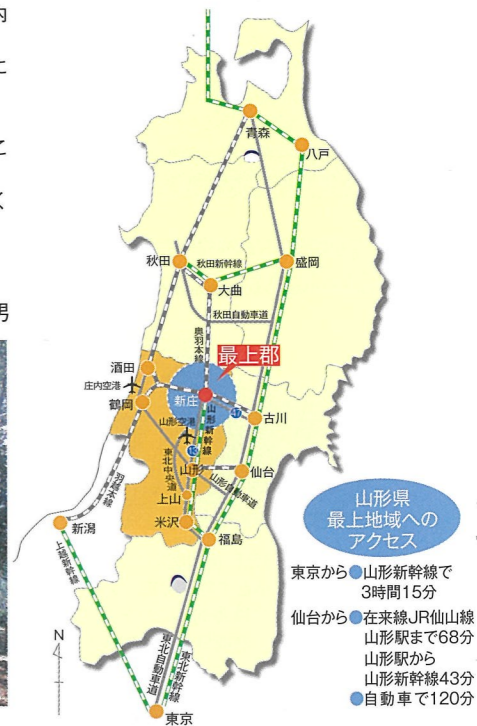 内
に
こ
く
男
青森
八戸
秋田
秋田新幹線
盛岡
大曲
秋田自動車道
奥羽本線
最上郡
酒田
庄内空港
鶴岡
新庄
47
古川
山形空港
山形新幹線
13
羽越本線
東北中央道
山形
仙台
山形自動車道
上山
米沢
新潟
福島
上越新幹線
東北自動車道
東北新幹線
東京
N
山形県
最上地域への
アクセス
東京から●山形新幹線で
3時間15分
仙台から●在来線JR仙山線
山形駅まで68分
山形駅から
山形新幹線43分
●自動車で120分